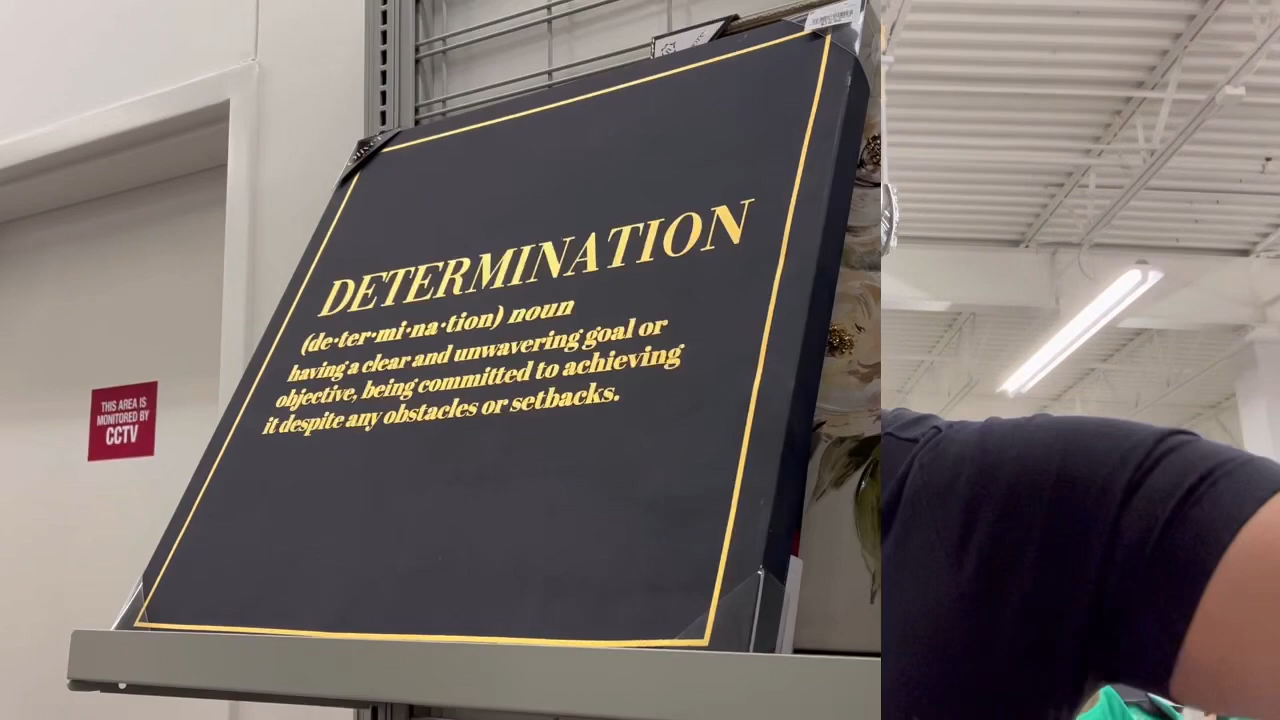 DETERMINATION
(de·ter·mi·na·tion) noun
having a clear and unwavering goal or
objective, being committed to achieving
it despite any obstacles or setbacks.
THIS AREA IS
MONITORED BY
CCTV